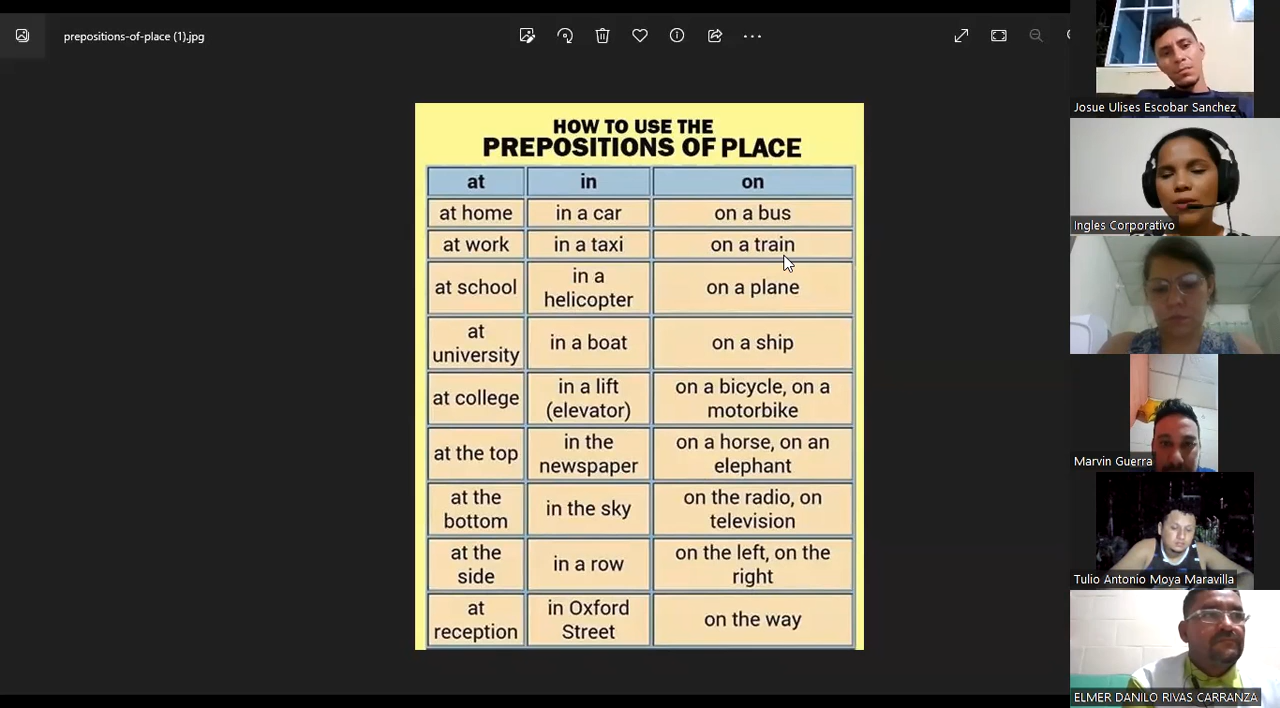 prepositions-of-place (1).jpg
HOW TO USE THE
PREPOSITIONS OF PLACE
at in on
at home in a car on a bus
at work in a taxi on a train
at school in a helicopter on a plane
at university in a boat on a ship
at college in a lift (elevator) on a bicycle, on a motorbike
at the top in the newspaper on a horse, on an elephant
at the bottom in the sky on the radio, on television
at the side in a row on the left, on the right
at reception in Oxford Street on the way
Josue Ulises Escobar Sanchez
Ingles Corporativo
Marvin Guerra
Tulio Antonio Moya Maravilla
ELMER DANILO RIVAS CARRANZA